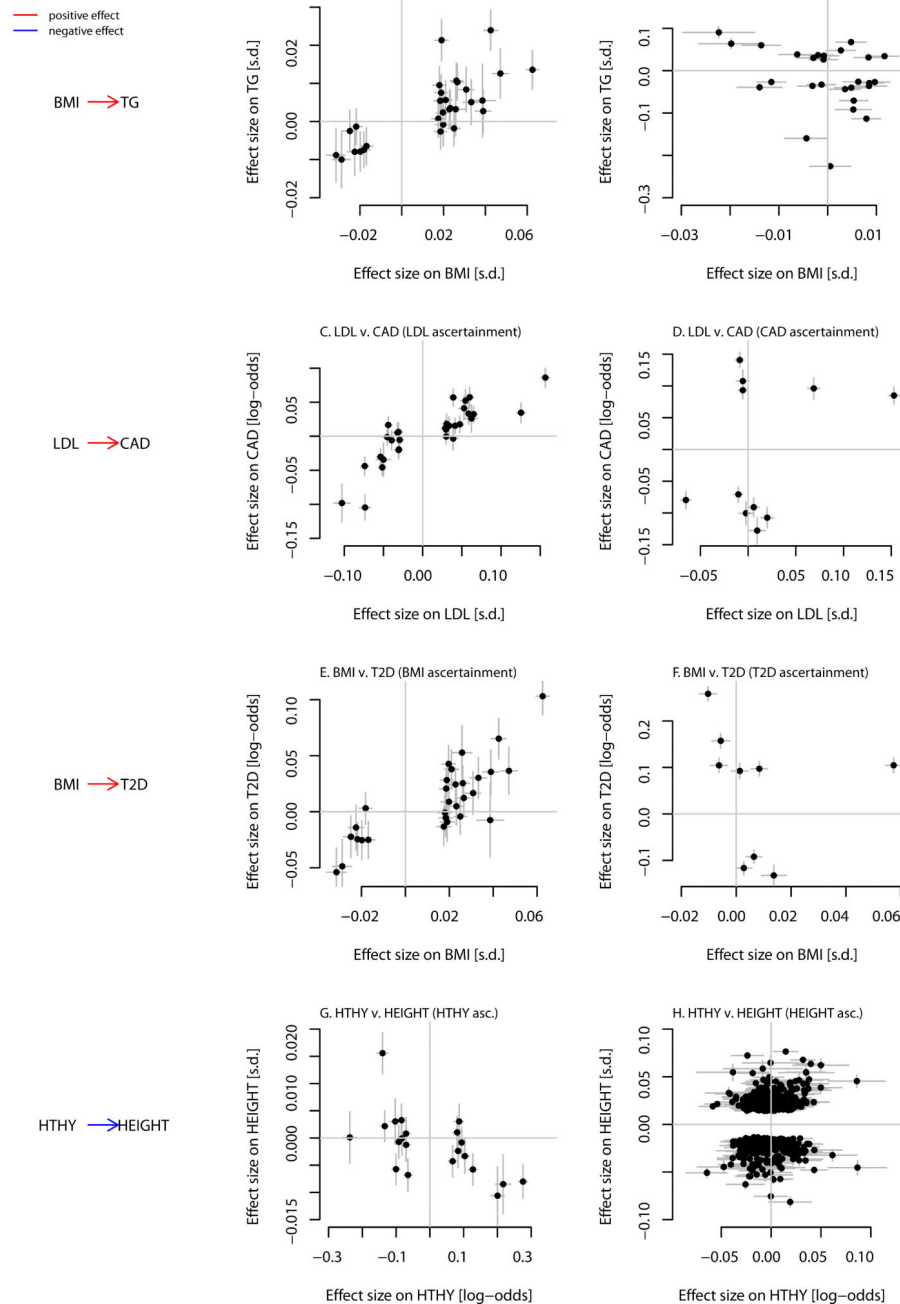 positive effect
negative effect
BMI TG
Effect size on TG [s.d.]
0.02
0.00
−0.02
−0.02 0.02 0.06
Effect size on BMI [s.d.]
Effect size on TG [s.d.]
0.1
0.0
−0.1
−0.3
−0.03 −0.01 0.01
Effect size on BMI [s.d.]
LDL CAD
C. LDL v. CAD (LDL ascertainment)
Effect size on CAD [log−odds]
0.05
−0.05
−0.15
−0.10 0.00 0.10
Effect size on LDL [s.d.]
D. LDL v. CAD (CAD ascertainment)
Effect size on CAD [log−odds]
0.15
0.05
−0.05
−0.15
−0.05 0.05 0.15
Effect size on LDL [s.d.]
BMI T2D
E. BMI v. T2D (BMI ascertainment)
Effect size on T2D [log−odds]
0.10
0.05
0.00
−0.05
−0.02 0.02 0.06
Effect size on BMI [s.d.]
F. BMI v. T2D (T2D ascertainment)
Effect size on T2D [log−odds]
0.2
0.1
0.0
−0.1
−0.02 0.00 0.02 0.04 0.06
Effect size on BMI [s.d.]
HTHY HEIGHT
G. HTHY v. HEIGHT (HTHY asc.)
Effect size on HEIGHT [s.d.]
0.020
0.010
0.000
−0.015
−0.3 −0.1 0.1 0.3
Effect size on HTHY [log−odds]
H. HTHY v. HEIGHT (HEIGHT asc.)
Effect size on HEIGHT [s.d.]
0.10
0.05
0.00
−0.10
−0.10 −0.05 0.00 0.05 0.10
Effect size on HTHY [log−odds]